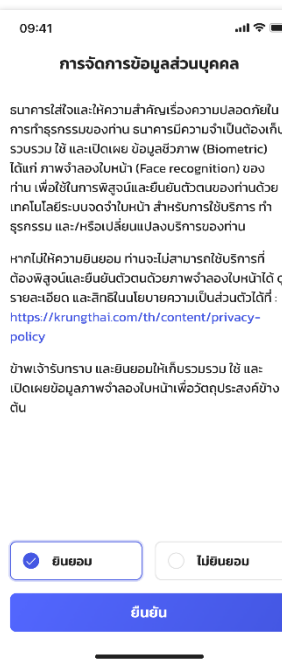 09:41
การจัดการข้อมูลส่วนบุคคล
ธนาคารใส่ใจและให้ความสำคัญเรื่องความปลอดภัยใน
การทำธุรกรรมของท่าน ธนาคารมีความจำเป็นต้องเก็บ
รวบรวม ใช้ และเปิดเผย ข้อมูลชีวภาพ (Biometric)
ได้แก่ ภาพจำลองใบหน้า (Face recognition) ของ
ท่าน เพื่อใช้ในการพิสูจน์และยืนยันตัวตนของท่านด้วย
เทคโนโลยีระบบจดจำใบหน้า สำหรับการใช้บริการ ทำ
ธุรกรรม และ/หรือเปลี่ยนแปลงบริการของท่าน
หากไม่ให้ความยินยอม ท่านจะไม่สามารถใช้บริการที่
ต้องพิสูจน์และยืนยันตัวตนด้วยภาพจำลองใบหน้าได้
รายละเอียด และสิทธิในนโยบายความเป็นส่วนตัวได้ที่ :
https://krungthai.com/th/content/privacy-
policy
ข้าพเจ้ารับทราบ และยินยอมให้เก็บรวมรวม ใช้ และ
เปิดเผยข้อมูลภาพจำลองใบหน้าเพื่อวัตถุประสงค์ข้าง
ต้น
ยินยอม
ไม่ยินยอม
ยืนยัน